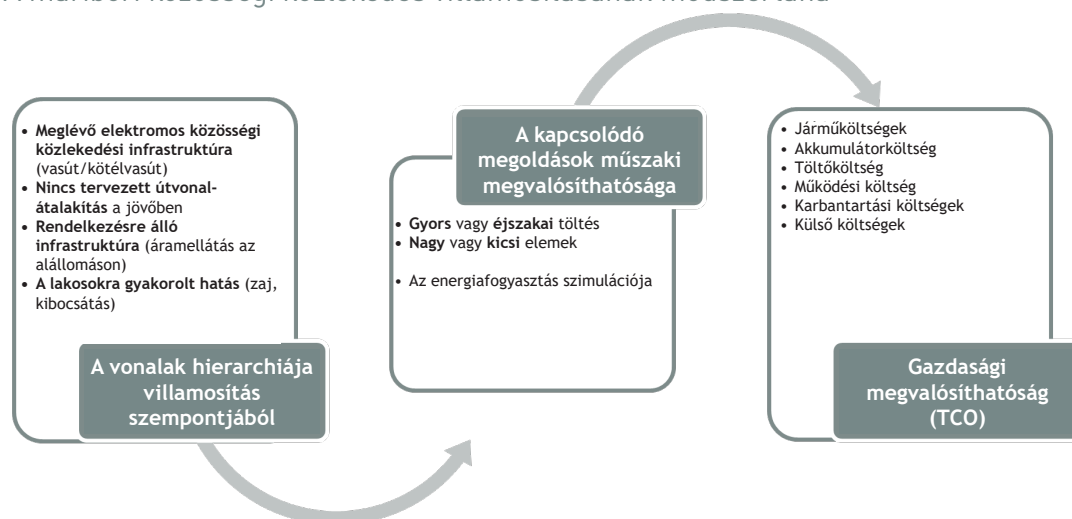 • Meglévő elektromos közösségi
közlekedési infrastruktúra
(vasút/kötélvasút)
• Nincs tervezett útvonal-
átalakítás a jövőben
• Rendelkezésre álló
infrastruktúra (áramellátás az
alállomáson)
• A lakosokra gyakorolt hatás (zaj,
kibocsátás)
A vonalak hierarchiája
villamosítás
szempontjából
A kapcsolódó
megoldások műszaki
megvalósíthatósága
• Gyors vagy éjszakai töltés
• Nagy vagy kicsi elemek
• Az energiafogyasztás szimulációja
• Járműköltségek
• Akkumulátorköltség
• Töltőköltség
• Működési költség
• Karbantartási költségek
• Külső költségek
Gazdasági
megvalósíthatóság
(TCO)